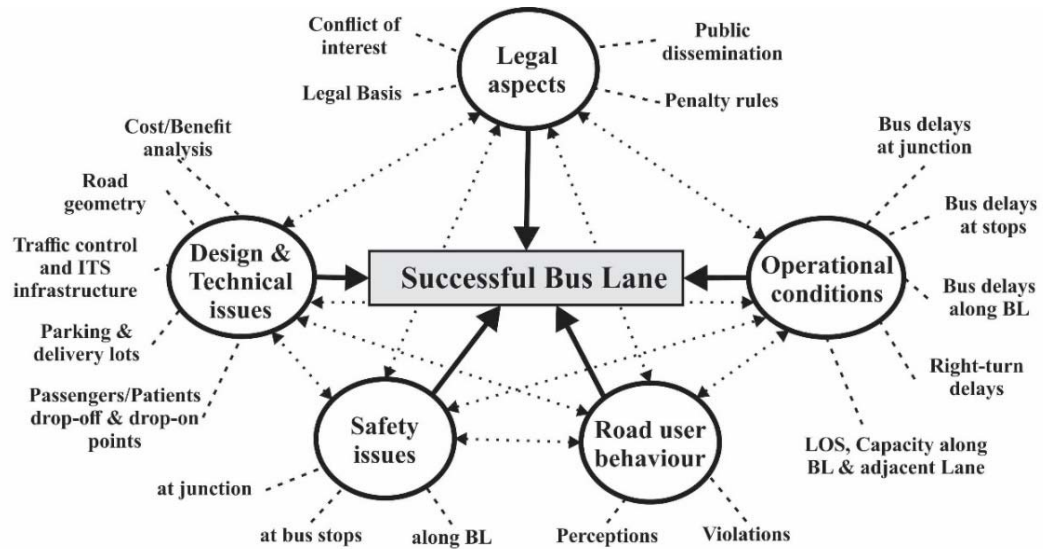 Conflict of
interest
Legal Basis
Legal
aspects
Public
dissemination
Penalty rules
Cost/Benefit
analysis
Road
geometry
Traffic control
and ITS
infrastructure
Parking &
delivery lots
Passengers/Patients
drop-off & drop-on
points
Design &
Technical
issues
Successful Bus Lane
Operational
conditions
Bus delays
at junction
Bus delays
at stops
Bus delays
along BL
Right-turn
delays
LOS, Capacity along
BL & adjacent Lane
Safety
issues
at junction
at bus stops
along BL
Road user
behaviour
Perceptions
Violations